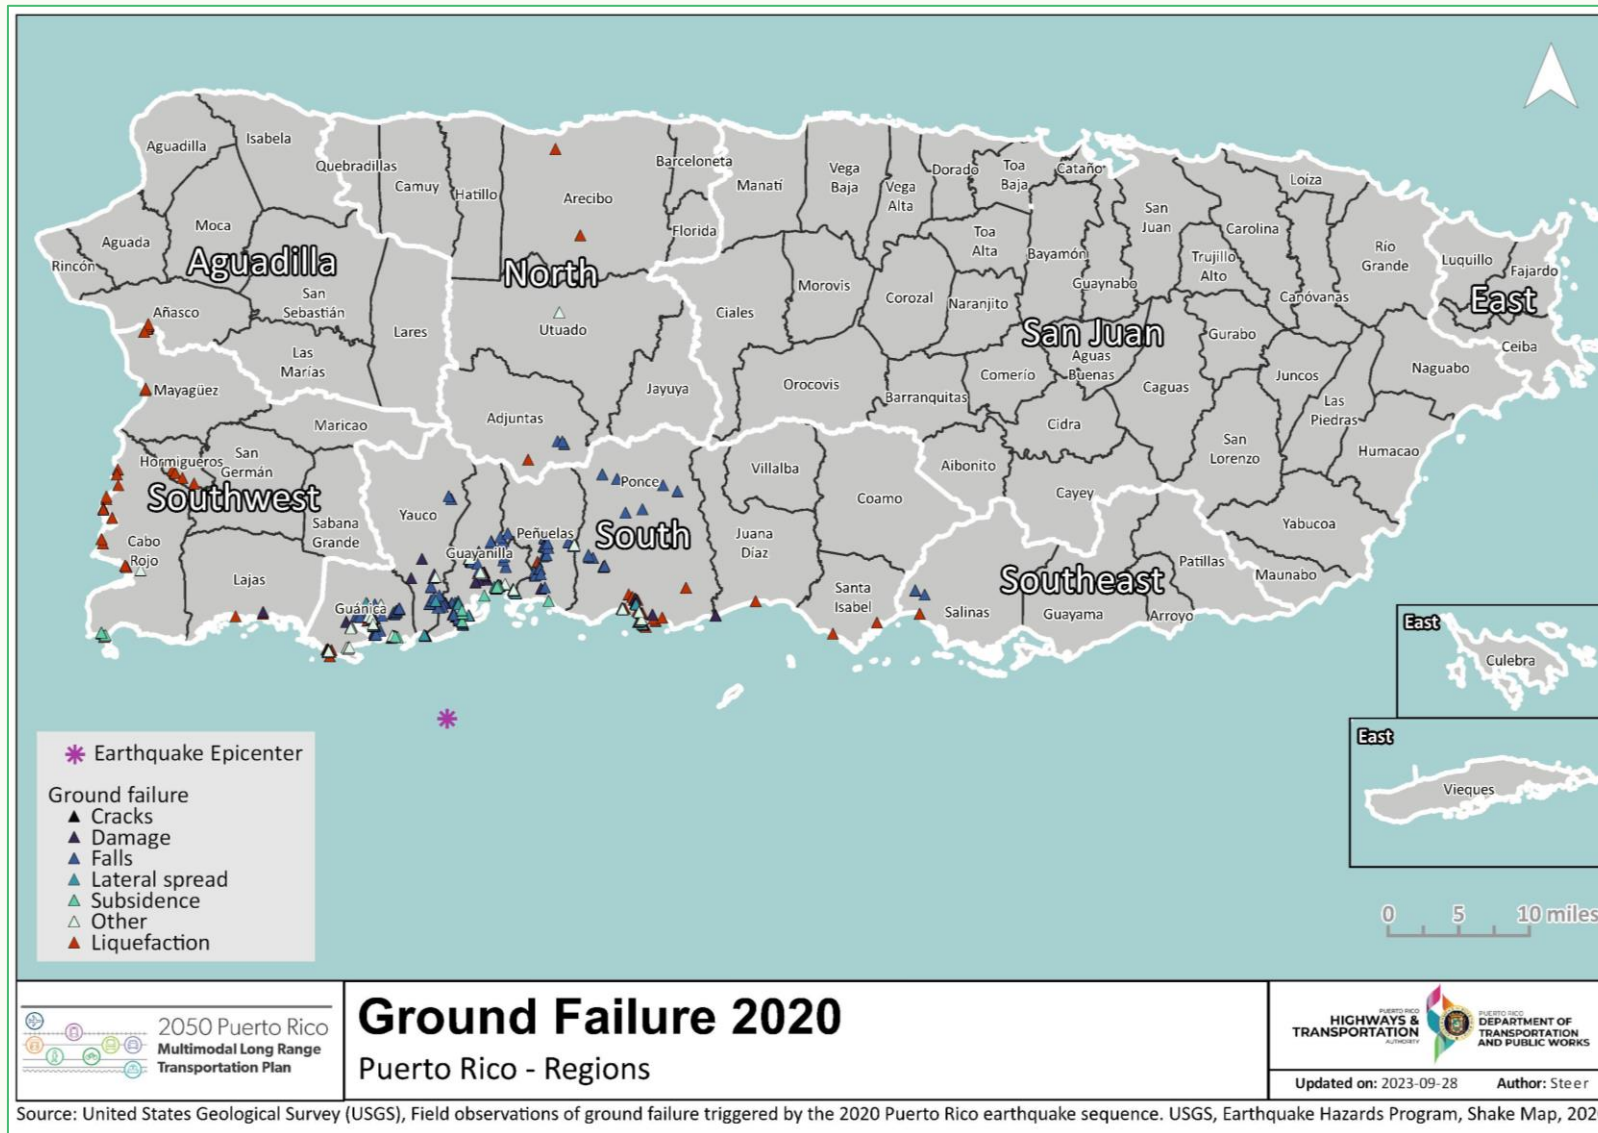 Aguadilla
Isabela
Quebradillas
Camuy
Hatillo
Arecibo
Barceloneta
Manatí
Vega
Baja
Vega
Alta
Dorado
Toa
Baja
Cataño
Loíza
Moca
Aguada
Rincón
Florida
Toa
Alta
Bayamón
San
Juan
Carolina
Trujillo
Alto
Río
Grande
Luquillo
Fajardo
Aguadilla
North
San
Sebastián
Añasco
Utuado
Ciales
Morovis
Corozal
Naranjito
Guaynabo
Canóvanas
East
Ceiba
Lares
Las
Marías
San Juan
Aguas
Buenas
Gurabo
Mayagüez
Jayuya
Orocovis
Comerío
Barranquitas
Caguas
Juncos
Naguabo
Las
Piedras
Adjuntas
Maricao
Cidra
San
Lorenzo
Humacao
Hormigueros
San
Germán
Villalba
Aibonito
Ponce
Coamo
Cayey
Southwest
Sabana
Grande
Yauco
Peñuelas
South
Guayanilla
Juana
Díaz
Yabucoa
Cabo
Rojo
Lajas
Patillas
Maunabo
Southeast
Guánica
Santa
Isabel
Salinas
Guayama
Arroyo
East
Culebra
East
Vieques
Earthquake Epicenter
Ground failure
Cracks
Damage
Falls
Lateral spread
Subsidence
Other
Liquefaction
0 5 10 miles
2050 Puerto Rico
Multimodal Long Range
Transportation Plan
Ground Failure 2020
Puerto Rico - Regions
PUERTO RICO
HIGHWAYS &
TRANSPORTATION
AUTHORITY
PUERTO RICO
DEPARTMENT OF
TRANSPORTATION
AND PUBLIC WORKS
Updated on: 2023-09-28 Author: Steer
Source: United States Geological Survey (USGS), Field observations of ground failure triggered by the 2020 Puerto Rico earthquake sequence. USGS, Earthquake Hazards Program, Shake Map,